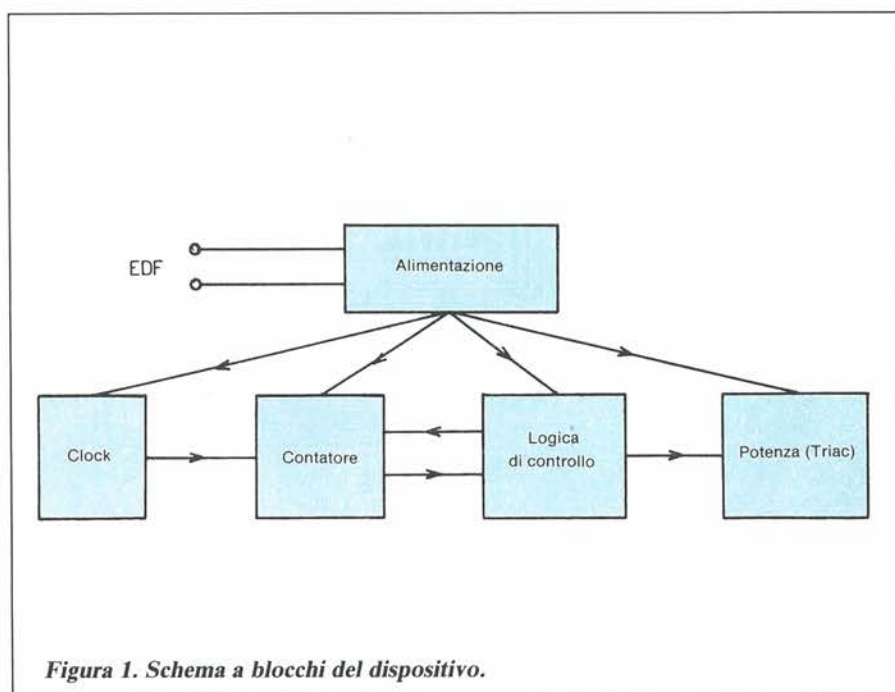 Alimentazione
EDF
Clock
Contatore
Logica
di controllo
Potenza (Triac)
Figura 1. Schema a blocchi del dispositivo.